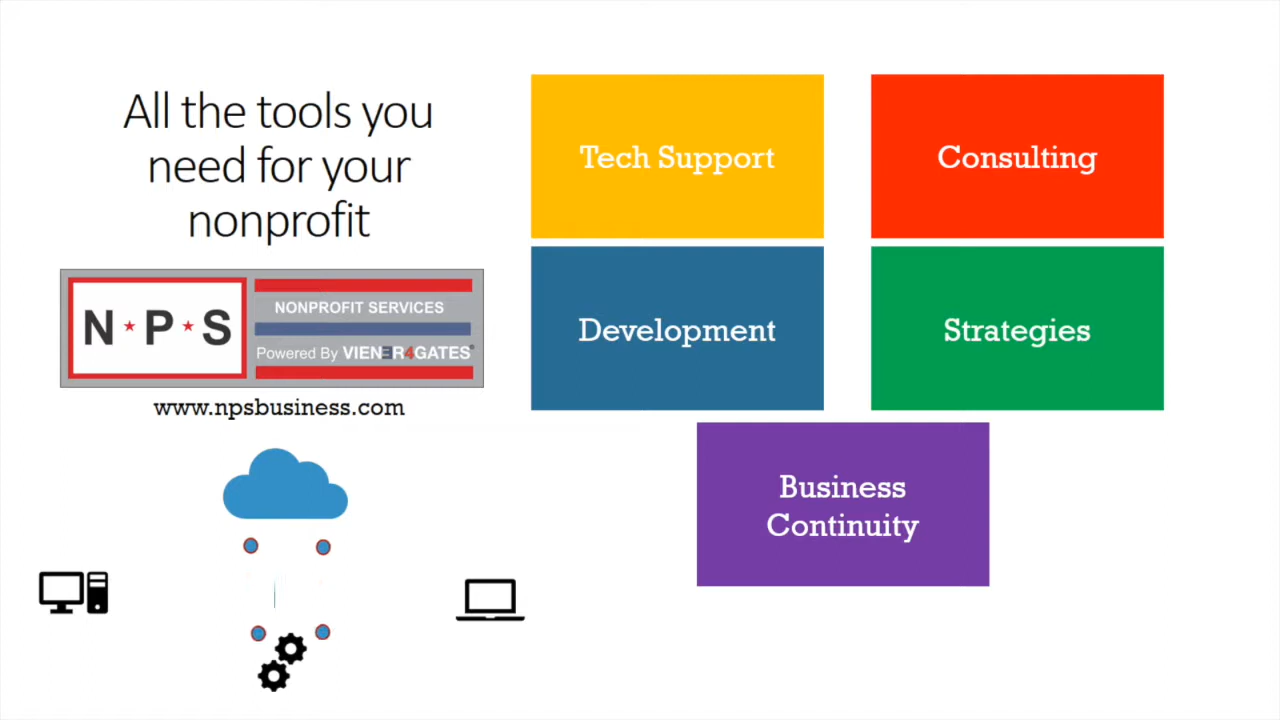 All the tools you
need for your
nonprofit
N★P★S
NONPROFIT SERVICES
Powered By VIENER4GATES®
www.npsbusiness.com
Tech Support
Consulting
Development
Strategies
Business
Continuity